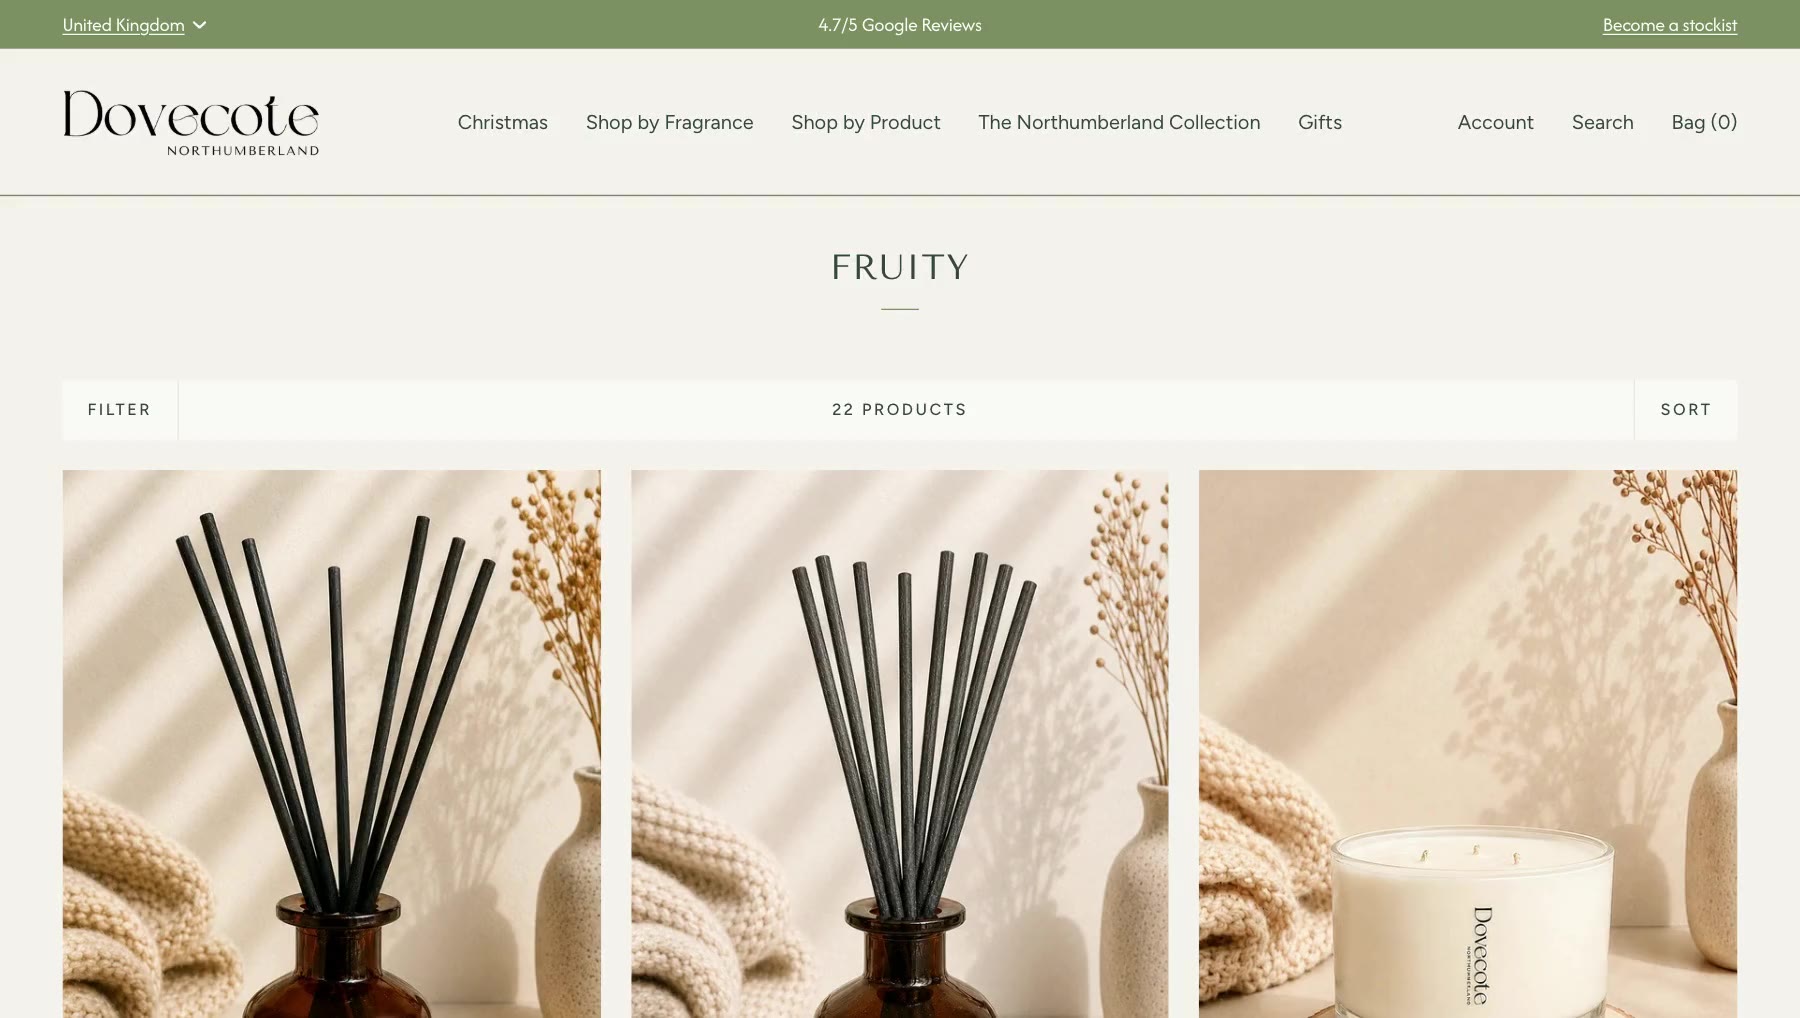 United Kingdom
4.7/5 Google Reviews
Become a stockist
Dovecote
NORTHUMBERLAND
Christmas
Shop by Fragrance
Shop by Product
The Northumberland Collection
Gifts
Account
Search
Bag (0)
FRUITY
FILTER
22 PRODUCTS
SORT
Dovecote
NORTHUMBERLAND